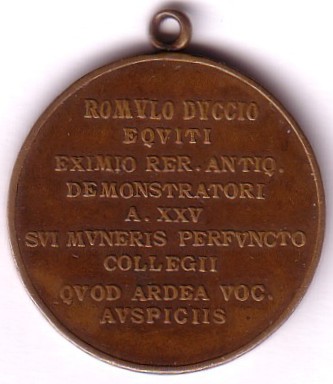 ROMVLO DVCCIO
EQVITI
EXIMIO RER. ANTIQ.
DEMONSTRATORI
A. XXV
SVI MVNERIS PERFVNCTO
COLLEGII
QVOD ARDEA VOC.
AVSPICIIS